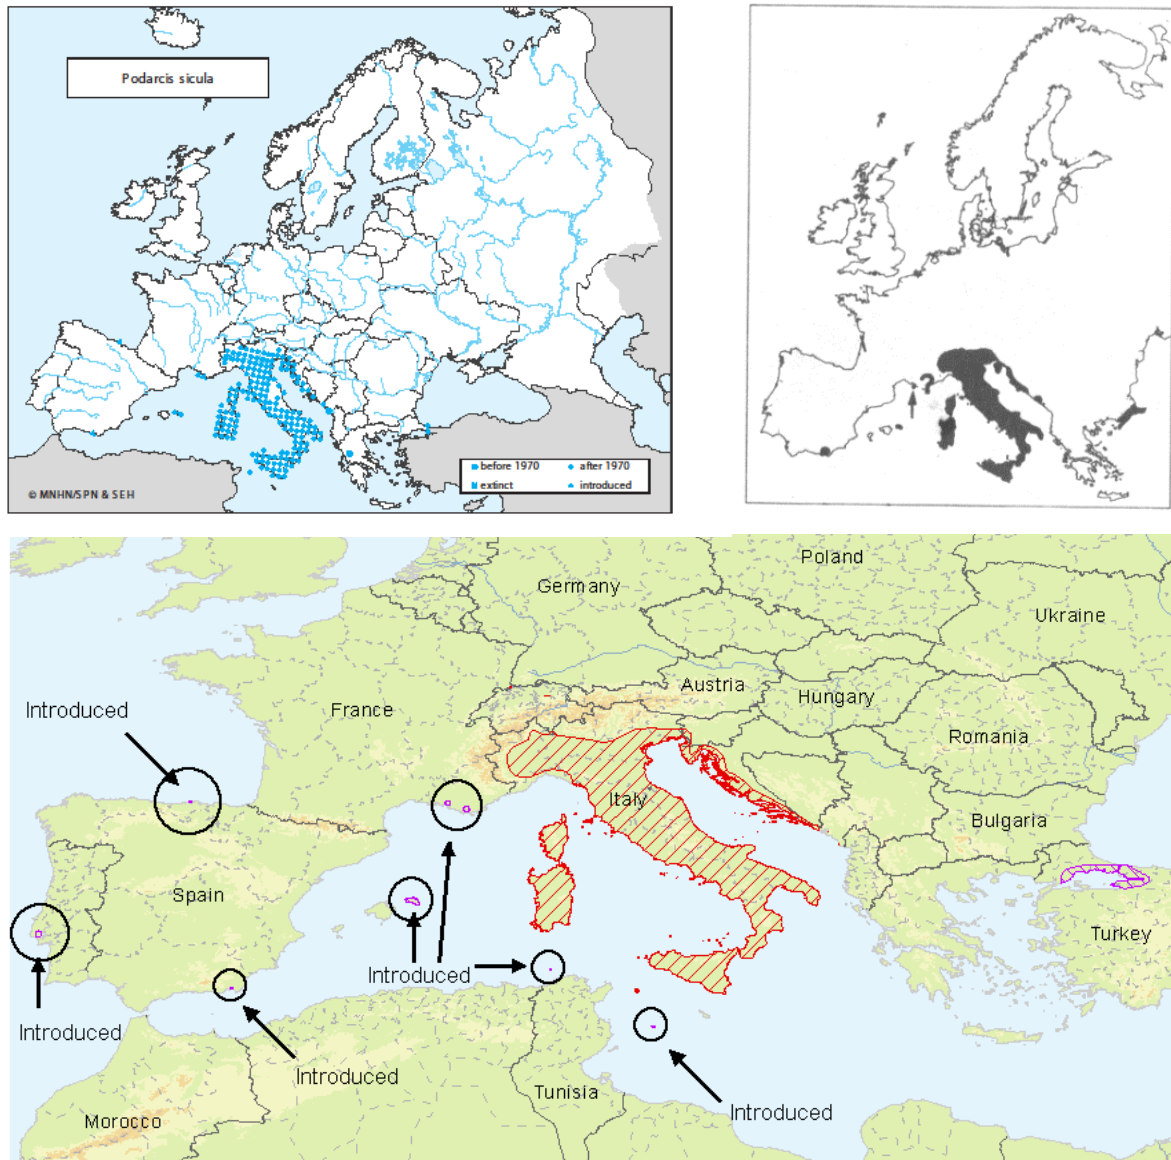 Podarcis sicula
before 1970
after 1970
extinct
introduced
© MNHN/SPN & SEH
?
Poland
Germany
Ukraine
Austria
Hungary
Introduced
France
Romania
Italy
Bulgaria
Spain
Turkey
Introduced
Introduced
Introduced
Tunisia
Introduced
Morocco